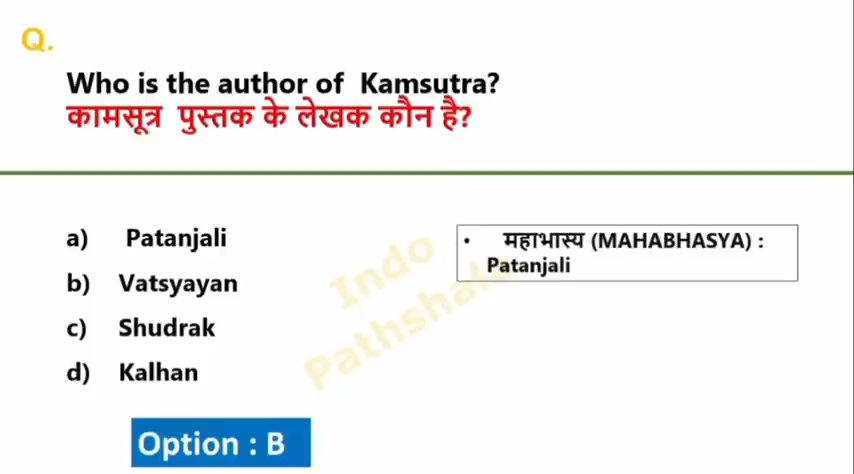 Q.
Who is the author of Kamsutra?
कामसूत्र पुस्तक के लेखक कौन है?
a) Patanjali
b) Vatsyayan
c) Shudrak
d) Kalhan
• महाभास्य (MAHABHASYA) :
Patanjali
Indo
Pathshala
Option : B